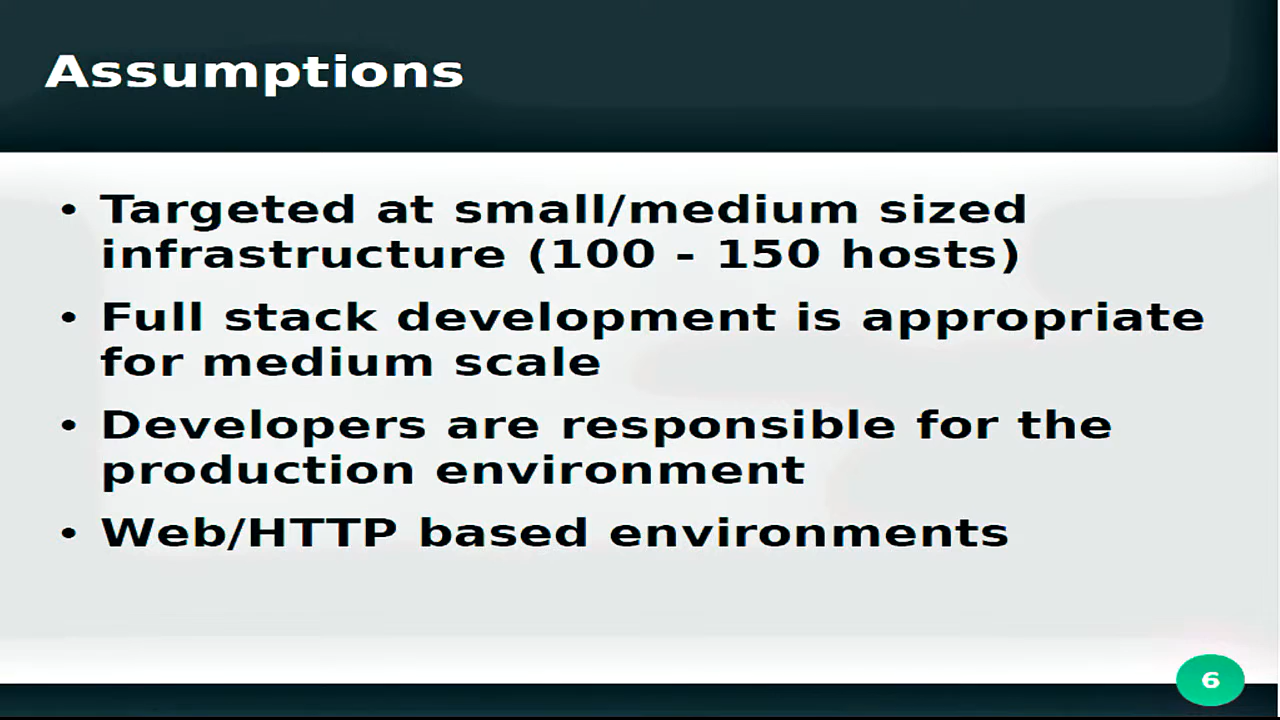 Assumptions
• Targeted at small/medium sized
infrastructure (100 - 150 hosts)
• Full stack development is appropriate
for medium scale
• Developers are responsible for the
production environment
• Web/HTTP based environments
6